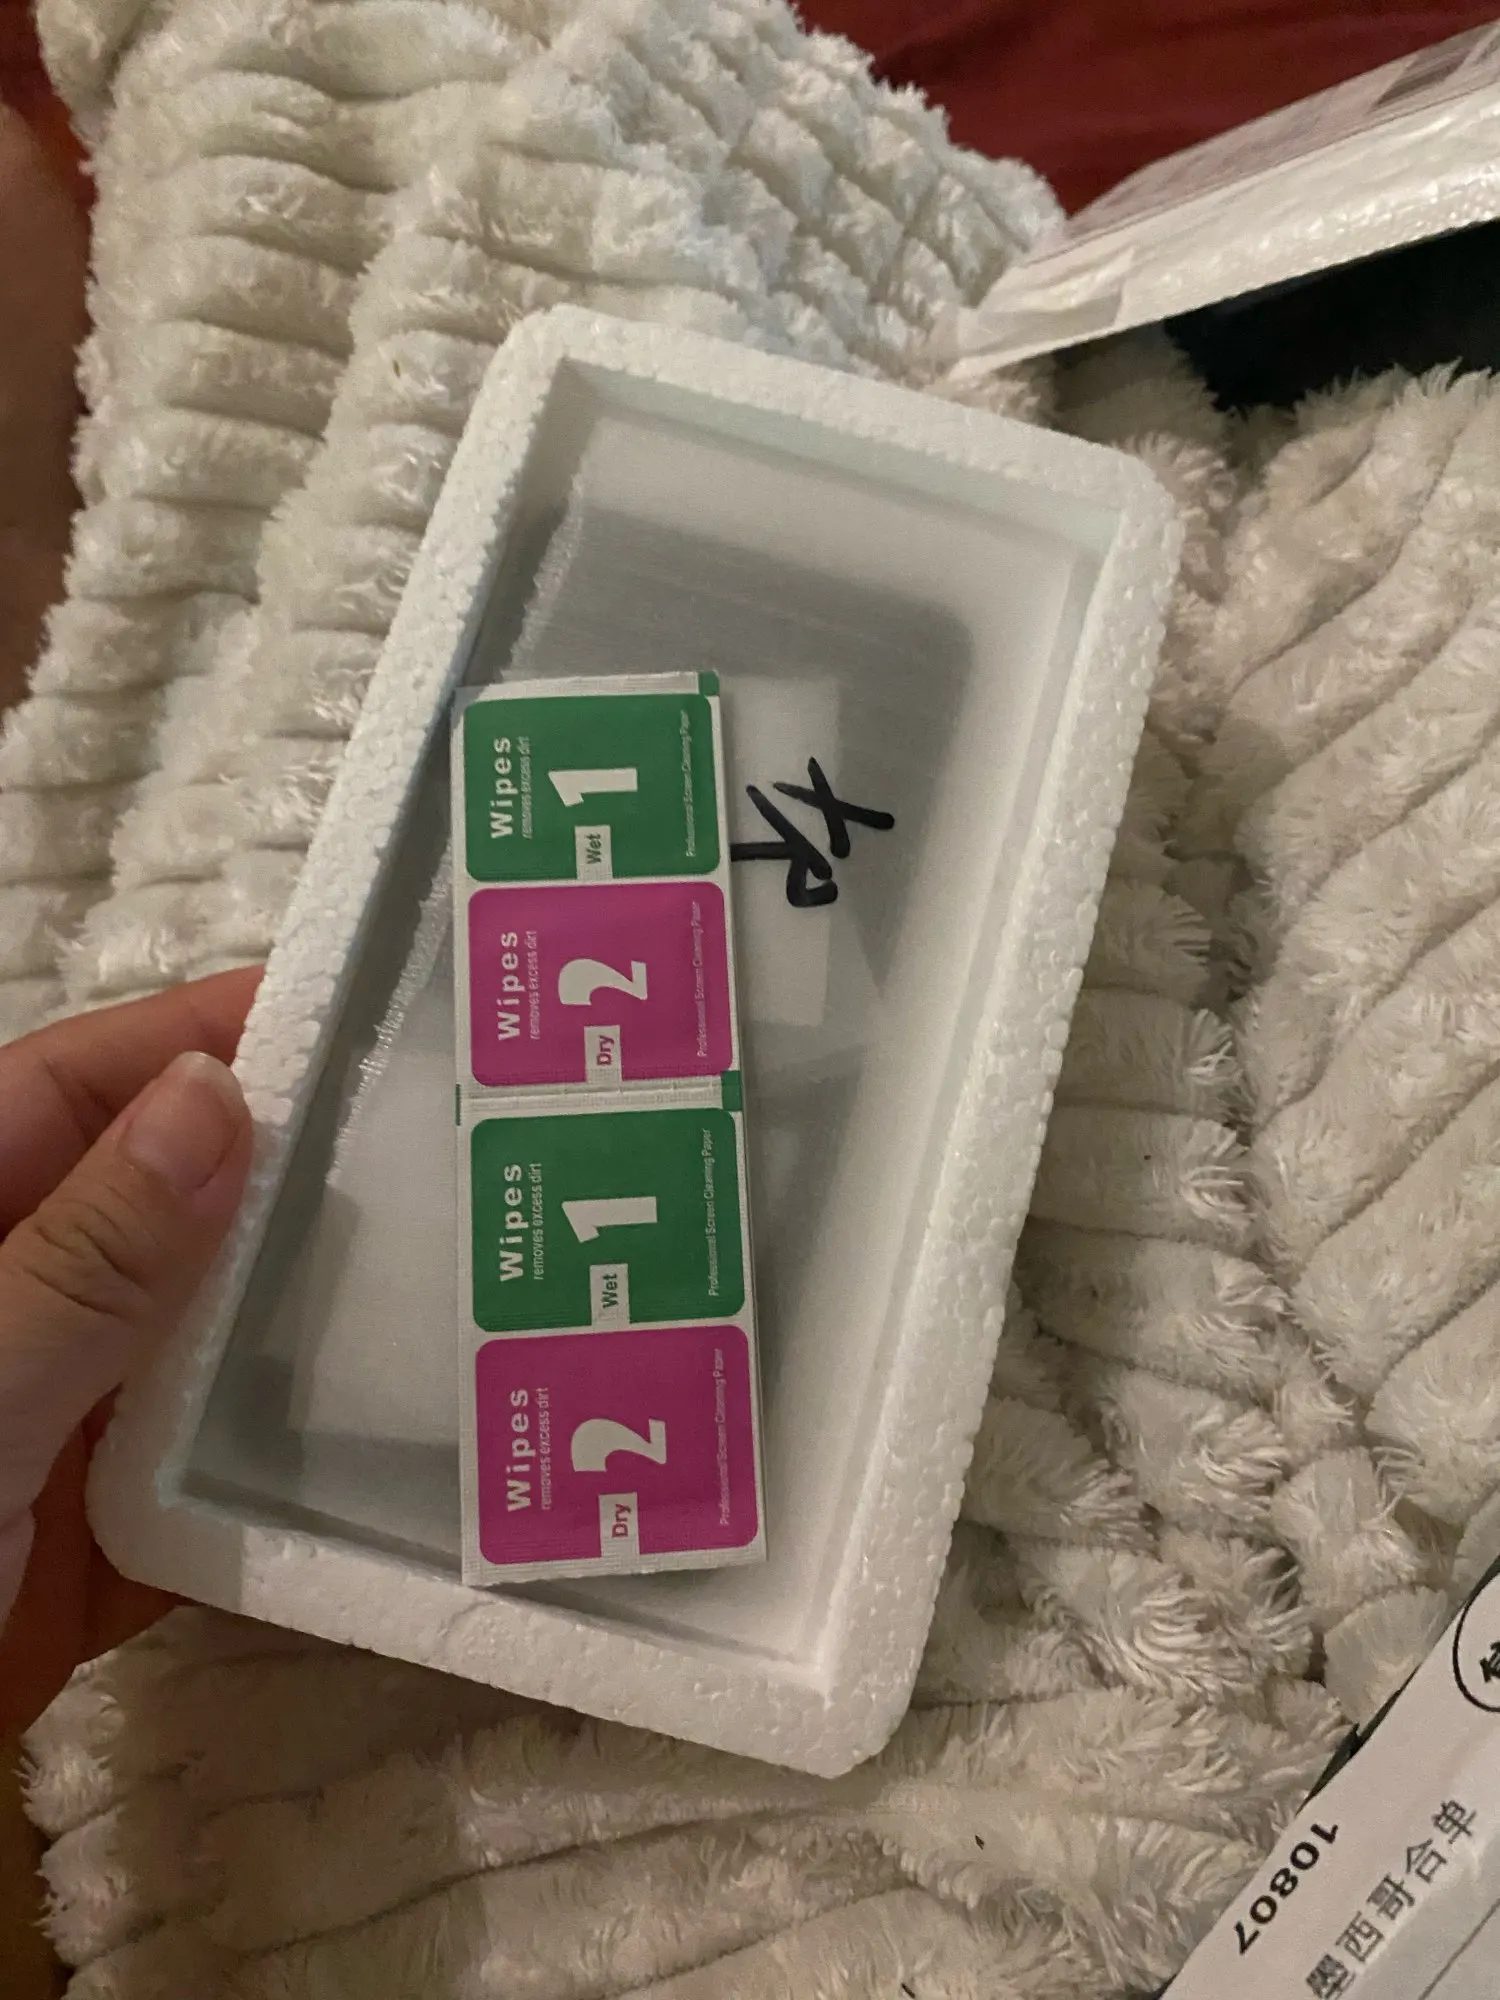 Wipes
removes excess dirt
Wet 1
Professional Screen Cleaning Paper
Wipes
removes excess dirt
Dry 2
Professional Screen Cleaning Paper
Wipes
removes excess dirt
Wet 1
Professional Screen Cleaning Paper
Wipes
removes excess dirt
Dry 2
Professional Screen Cleaning Paper
10807
墨西哥合单